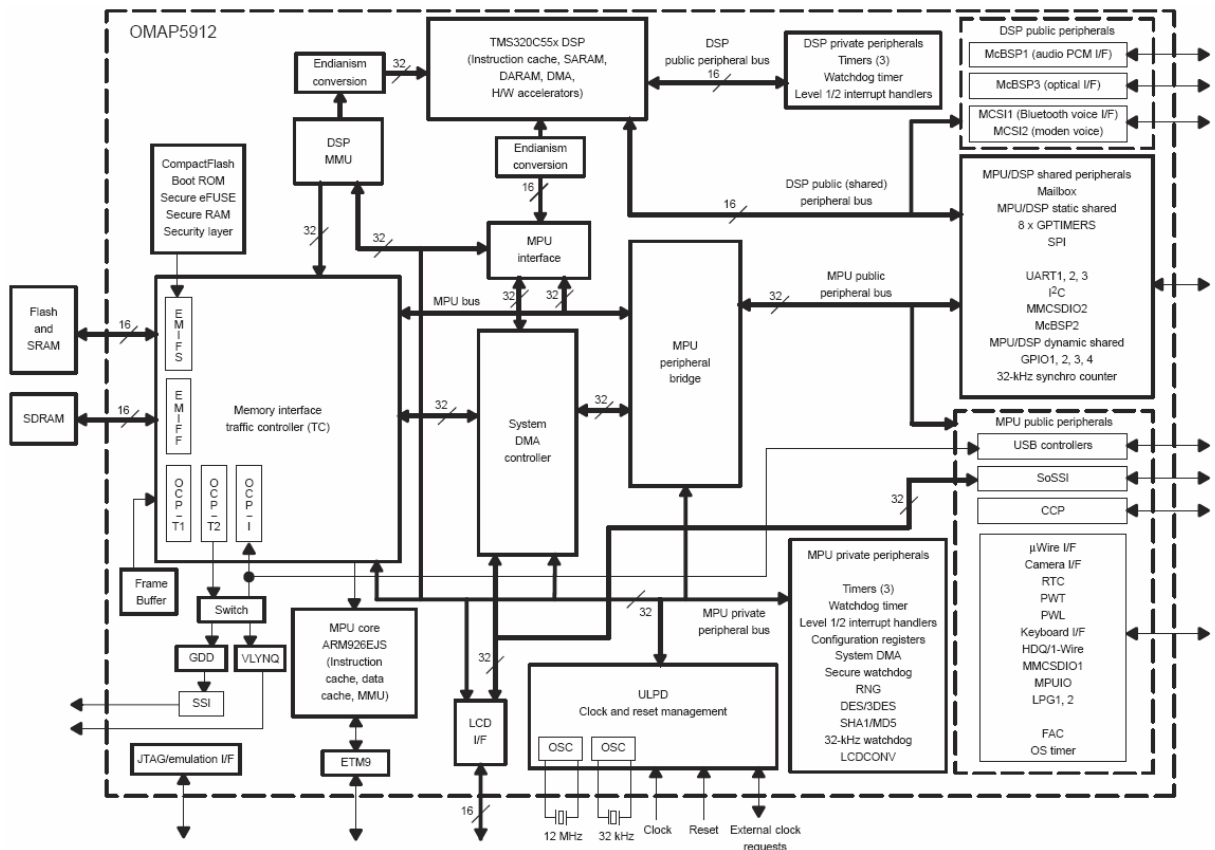 OMAP5912
TMS320C55x DSP
(Instruction cache, SARAM,
DARAM, DMA,
H/W accelerators)
Endianism
conversion
32
DSP
public peripheral bus
16
DSP private peripherals
Timers (3)
Watchdog timer
Level 1/2 interrupt handlers
DSP public peripherals
McBSP1 (audio PCM I/F)
McBSP3 (optical I/F)
MCSI1 (Bluetooth voice I/F)
MCSI2 (moden voice)
DSP
MMU
Endianism
conversion
16
CompactFlash
Boot ROM
Secure eFUSE
Secure RAM
Security layer
32
32
MPU
interface
DSP public (shared)
peripheral bus
16
MPU/DSP shared peripherals
Mailbox
MPU/DSP static shared
8 x GPTIMERS
SPI
UART1, 2, 3
I²C
MMCSDIO2
McBSP2
MPU/DSP dynamic shared
GPIO1, 2, 3, 4
32-kHz synchro counter
Flash
and
SRAM
16
EMIFS
MPU bus
32
32
32
MPU public
peripheral bus
MPU
peripheral
bridge
SDRAM
16
EMIFF
Memory interface
traffic controller (TC)
32
System
DMA
controller
32
MPU public peripherals
USB controllers
SoSSI
CCP
µWire I/F
Camera I/F
RTC
PWT
PWL
Keyboard I/F
HDQ/1-Wire
MMCSDIO1
MPUIO
LPG1, 2
FAC
OS timer
OCP_T1
OCP_T2
OCP_I
32
Frame
Buffer
Switch
GDD
VLYNQ
SSI
MPU core
ARM926EJS
(Instruction
cache, data
cache, MMU)
32
MPU private
peripheral bus
32
MPU private peripherals
Timers (3)
Watchdog timer
Level 1/2 interrupt handlers
Configuration registers
System DMA
Secure watchdog
RNG
DES/3DES
SHA1/MD5
32-kHz watchdog
LCDCONV
LCD
I/F
ULPD
Clock and reset management
OSC
OSC
JTAG/emulation I/F
ETM9
16
12 MHz
32 kHz
Clock
Reset
External clock
requests